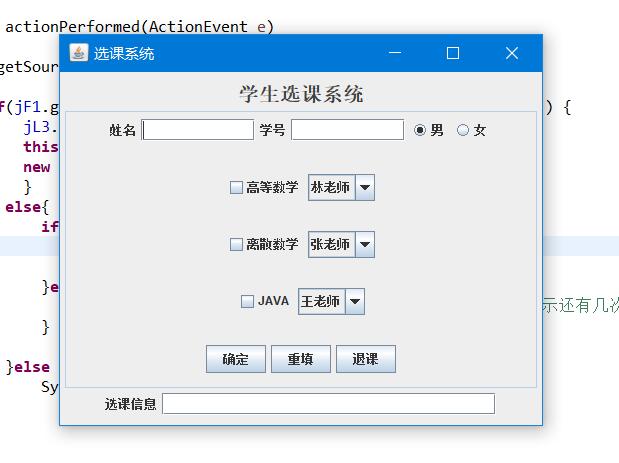 actionPerformed(ActionEvent e)
选课系统
getSour
学生选课系统
f(jF1.g
) {
姓名 学号 男 女
jL3.
this
new
高等数学 林老师
}
else{
if
离散数学 张老师
}e
JAVA 王老师
示还有几次
}
确定 重填 退课
}else
Sy
选课信息